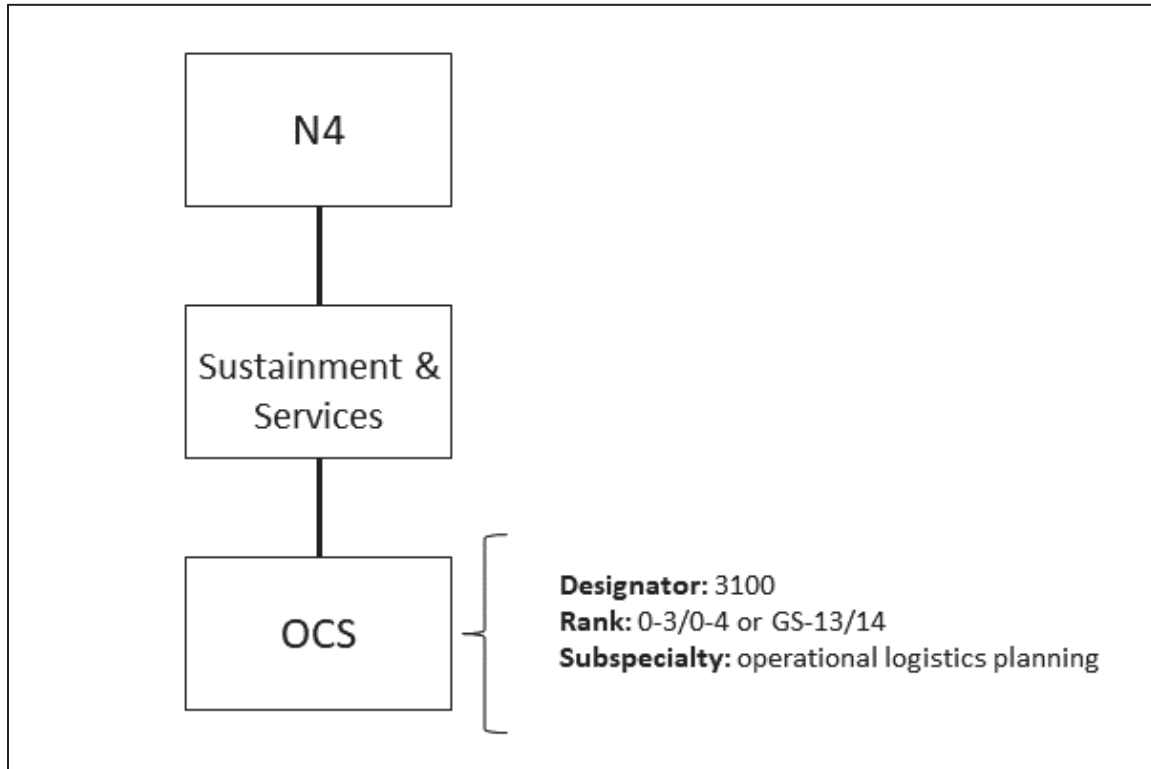 N4
Sustainment &
Services
OCS
Designator: 3100
Rank: 0-3/0-4 or GS-13/14
Subspecialty: operational logistics planning